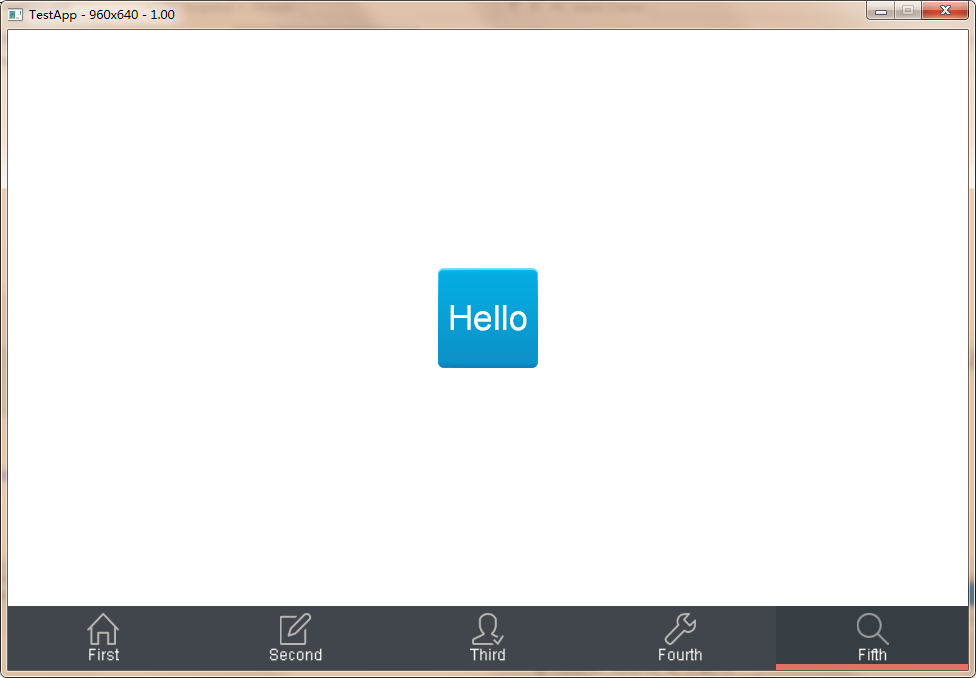 TestApp - 960x640 - 1.00
Hello
First
Second
Third
Fourth
Fifth